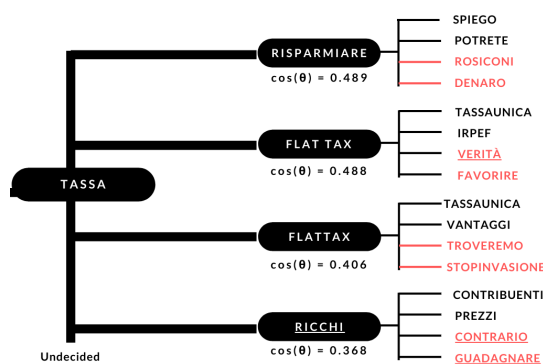 TASSA
Undecided
RISPARMIARE
cos(θ) = 0.489
SPIEGO
POTRETE
ROSICONI
DENARO
FLAT TAX
cos(θ) = 0.488
TASSAUNICA
IRPEF
VERITÀ
FAVORIRE
FLATTAX
cos(θ) = 0.406
TASSAUNICA
VANTAGGI
TROVEREMO
STOPINVASIONE
RICCHI
cos(θ) = 0.368
CONTRIBUENTI
PREZZI
CONTRARIO
GUADAGNARE